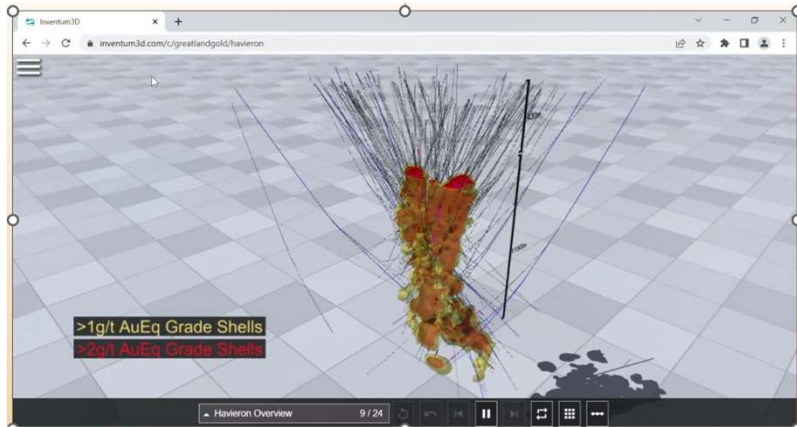 Inventum3D
inventum3d.com/c/greatlandgold/havieron
>1g/t AuEq Grade Shells
>2g/t AuEq Grade Shells
Havieron Overview
9 / 24